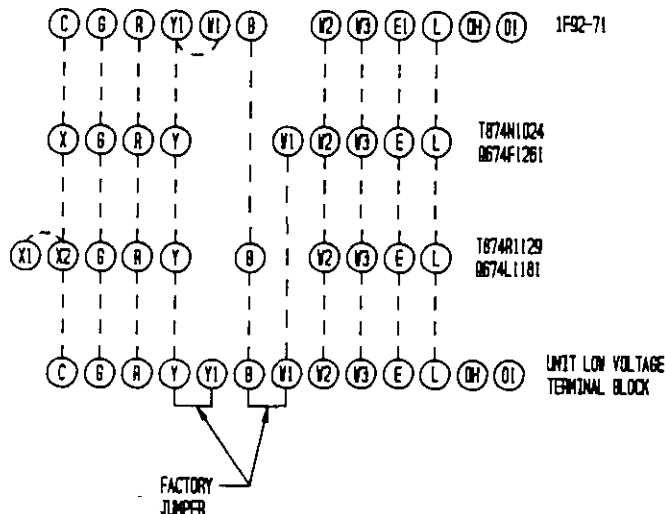 C G R Y1 W1 B W2 W3 E1 L OH O1 1F92-71
X G R Y W1 W2 W3 E L T874N1024
Q674F1261
X1 X2 G R Y B W2 W3 E L T874R1129
Q674L1181
C G R Y Y1 B W1 W2 W3 E L OH O1 UNIT LOW VOLTAGE
TERMINAL BLOCK
FACTORY
JUMPER